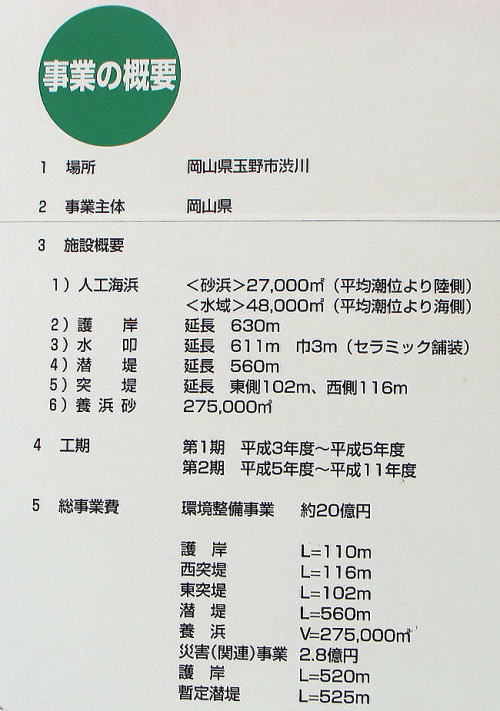 事業の概要
1 場所 岡山県玉野市渋川
2 事業主体 岡山県
3 施設概要
1）人工海浜 ＜砂浜＞27,000㎡（平均潮位より陸側）
＜水域＞48,000㎡（平均潮位より海側）
2）護 岸 延長 630m
3）水 叩 延長 611m 巾3m（セラミック舗装）
4）潜 堤 延長 560m
5）突 堤 延長 東側102m、西側116m
6）養浜砂 275,000㎥
4 工期 第1期 平成3年度～平成5年度
第2期 平成5年度～平成11年度
5 総事業費 環境整備事業 約20億円
護 岸 L=110m
西突堤 L=116m
東突堤 L=102m
潜 堤 L=560m
養 浜 V=275,000㎥
災害(関連)事業 2.8億円
護 岸 L=520m
暫定潜堤 L=525m